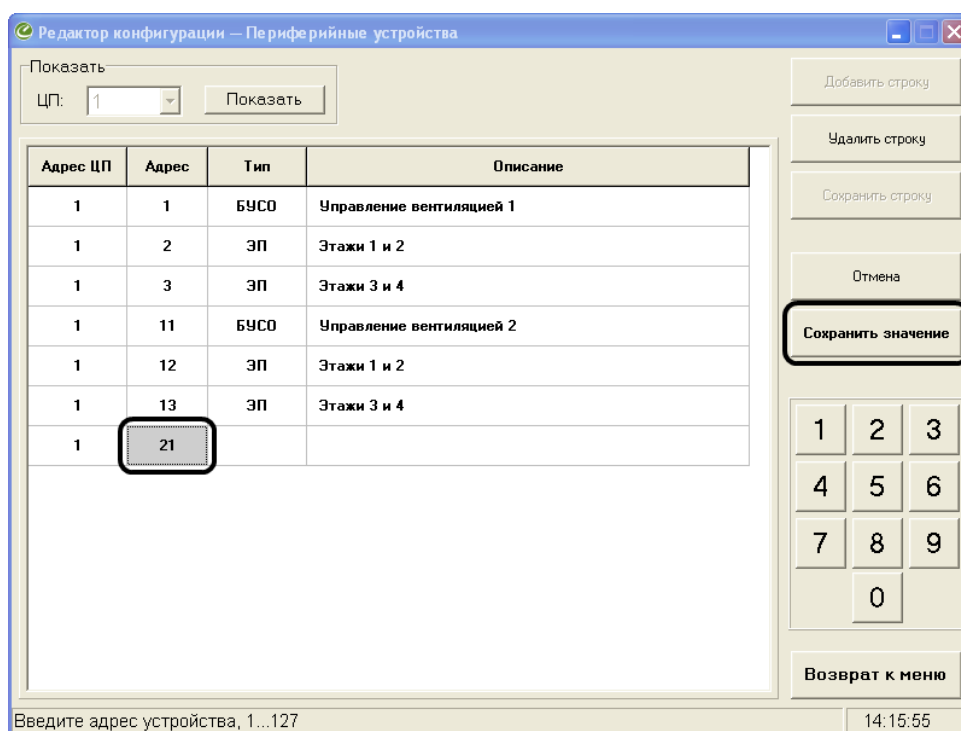 Редактор конфигурации — Периферийные устройства
Показать
ЦП: 1 Показать
Добавить строку
Удалить строку
Сохранить строку
Отмена
Сохранить значение
Адрес ЦП Адрес Тип Описание
1 1 БУСО Управление вентиляцией 1
1 2 ЭП Этажи 1 и 2
1 3 ЭП Этажи 3 и 4
1 11 БУСО Управление вентиляцией 2
1 12 ЭП Этажи 1 и 2
1 13 ЭП Этажи 3 и 4
1 21
1 2 3
4 5 6
7 8 9
0
Возврат к меню
Введите адрес устройства, 1...127 14:15:55